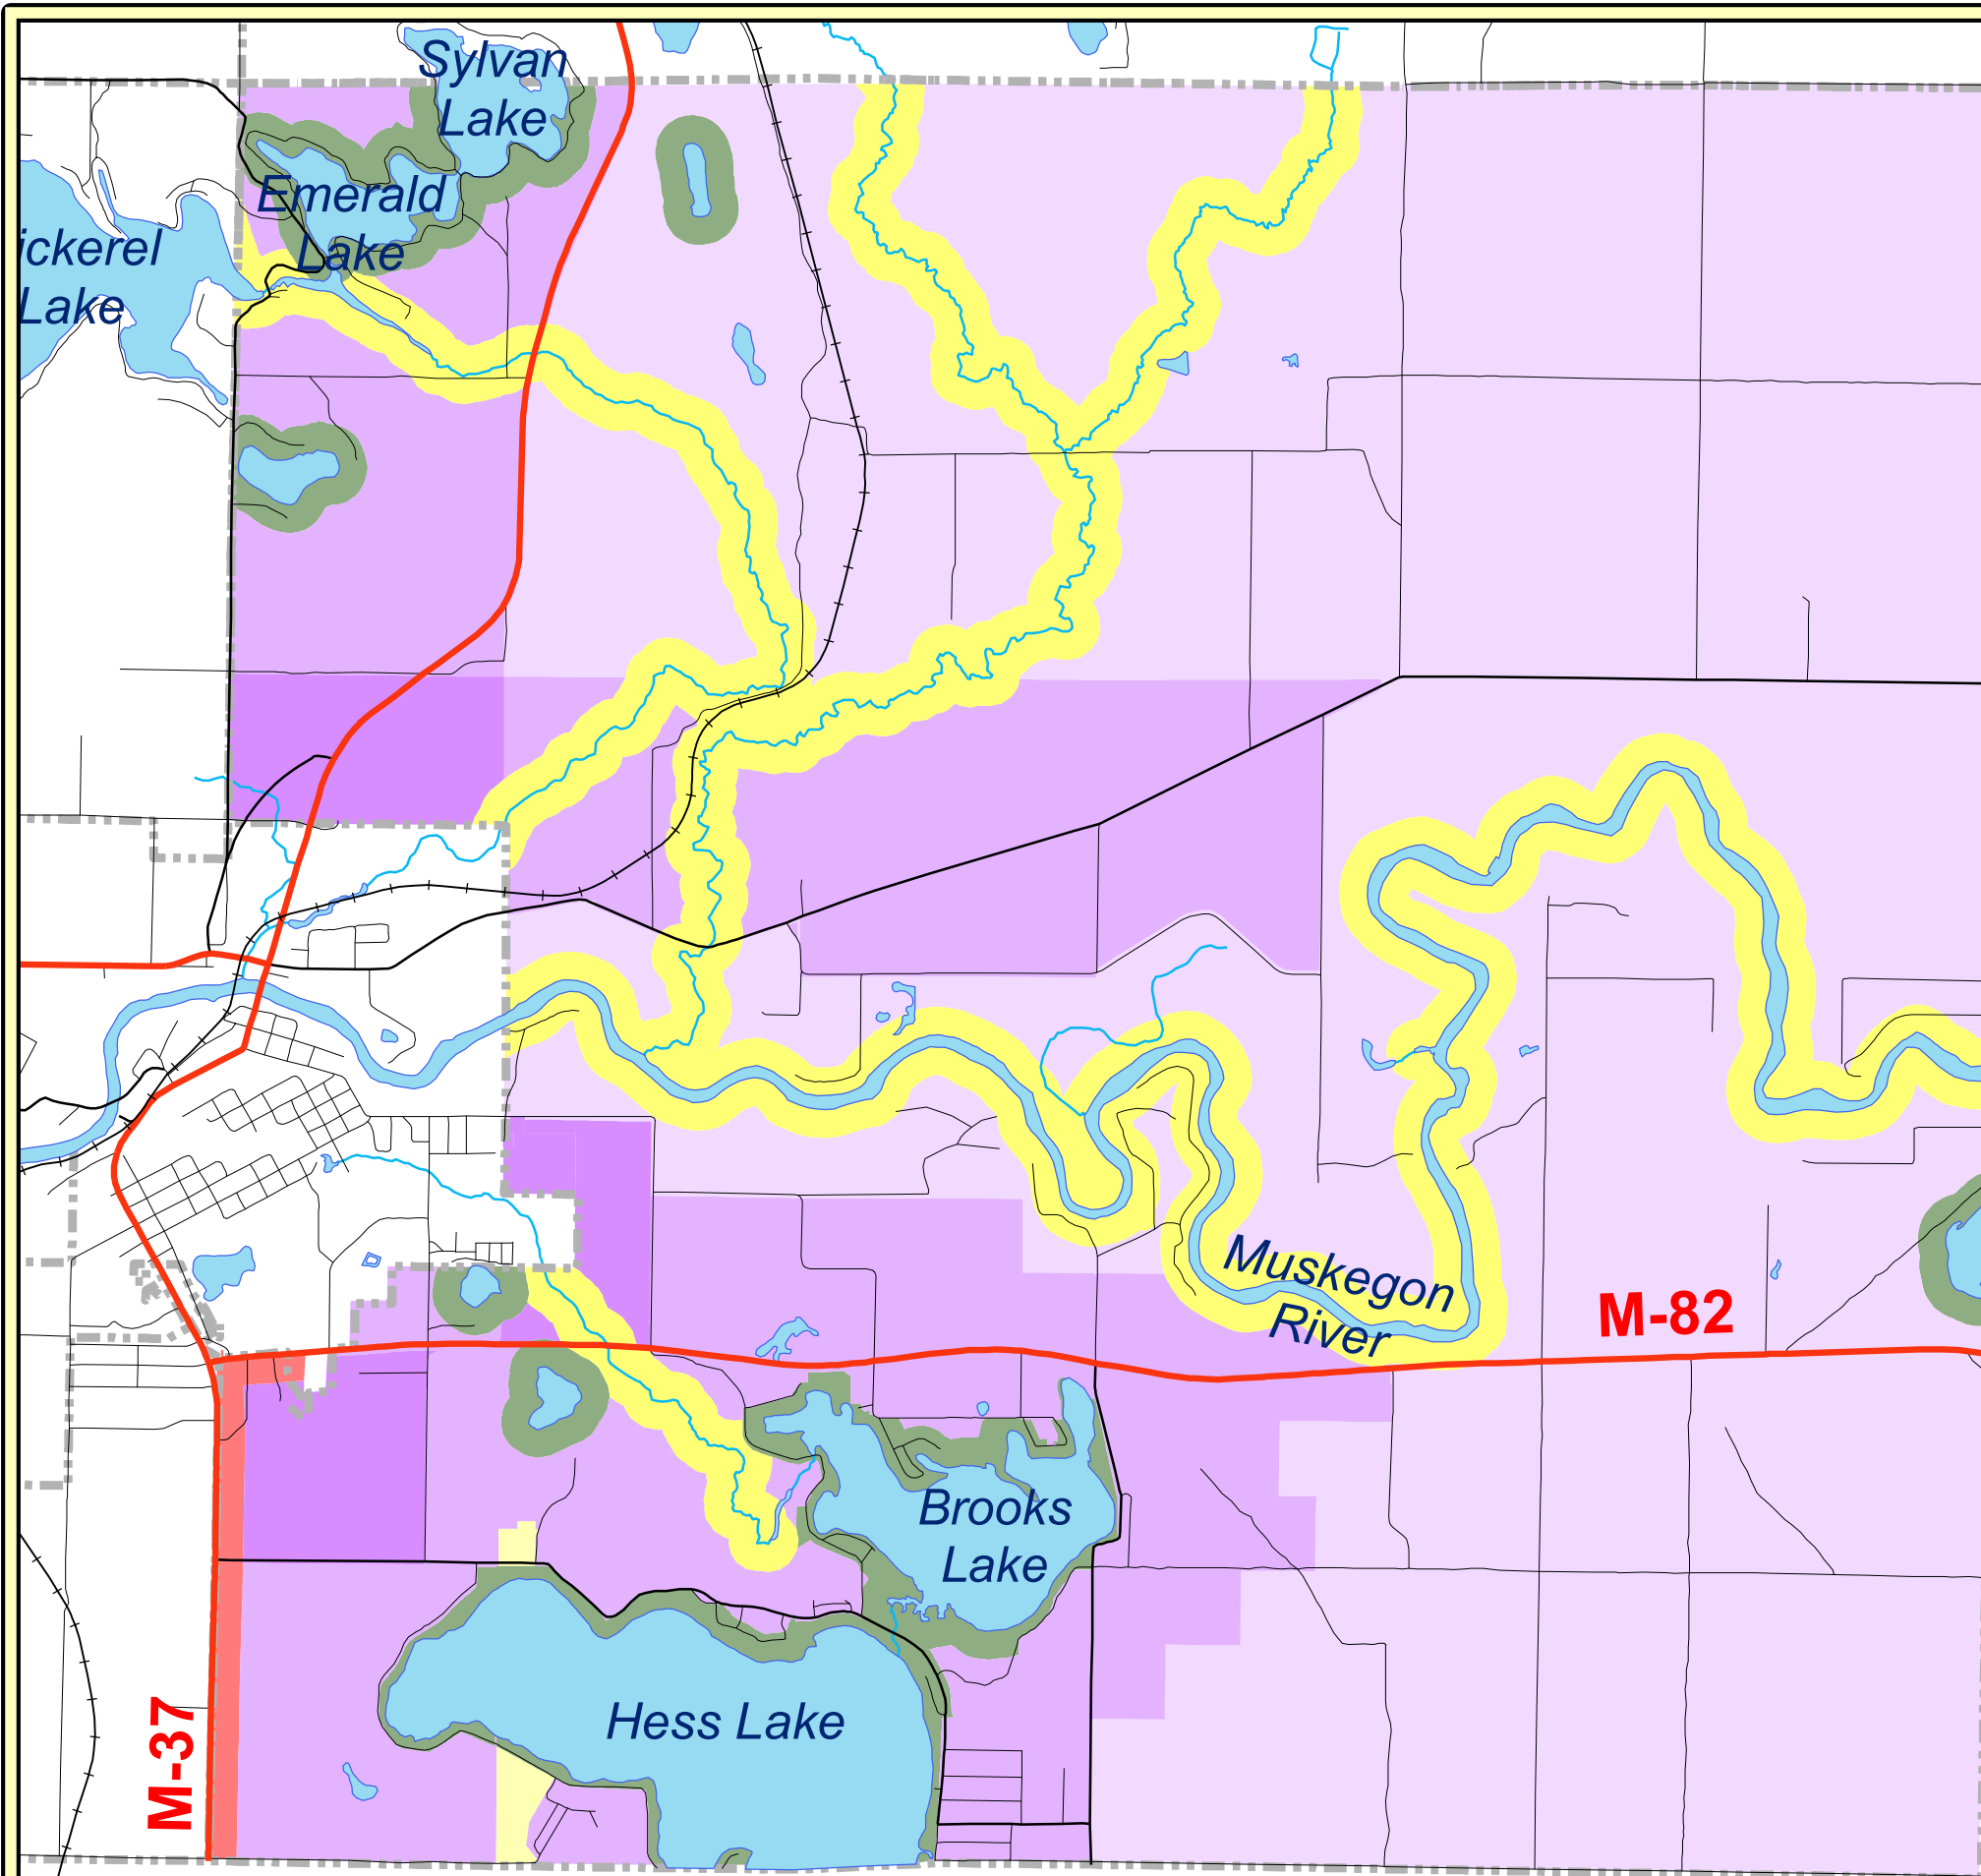 Sylvan
Lake
Emerald
Lake
ickerel
Lake
Muskegon
River
M-82
Brooks
Lake
Hess Lake
M-37